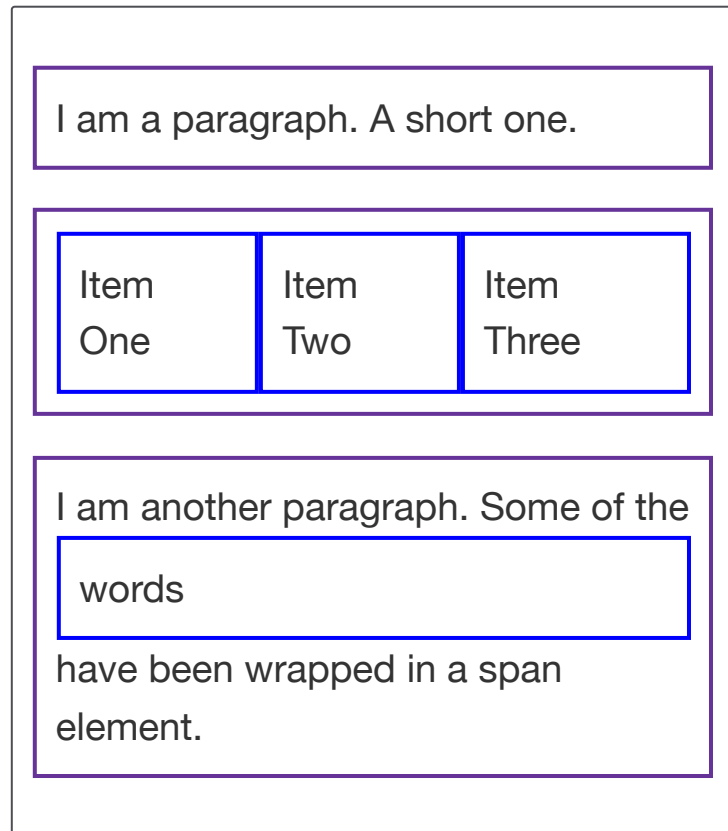 I am a paragraph. A short one.
Item One
Item Two
Item Three
I am another paragraph. Some of the
words
have been wrapped in a span
element.